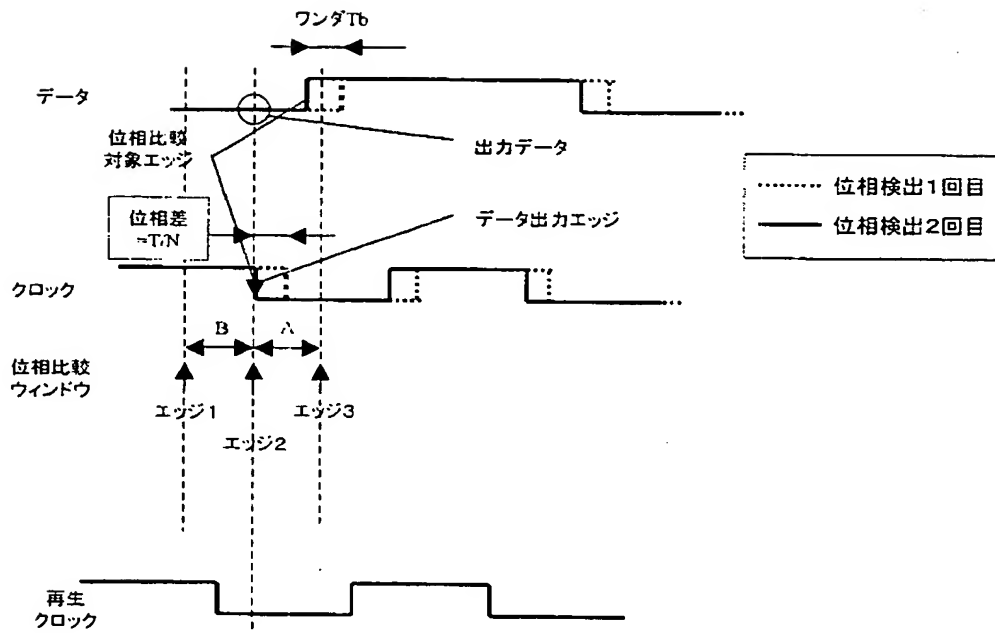 ワンダTb
データ
位相比較
対象エッジ
出力データ
位相検出1回目
位相検出2回目
位相差
=T/N
データ出力エッジ
クロック
B
A
位相比較
ウィンドウ
エッジ1
エッジ2
エッジ3
再生
クロック